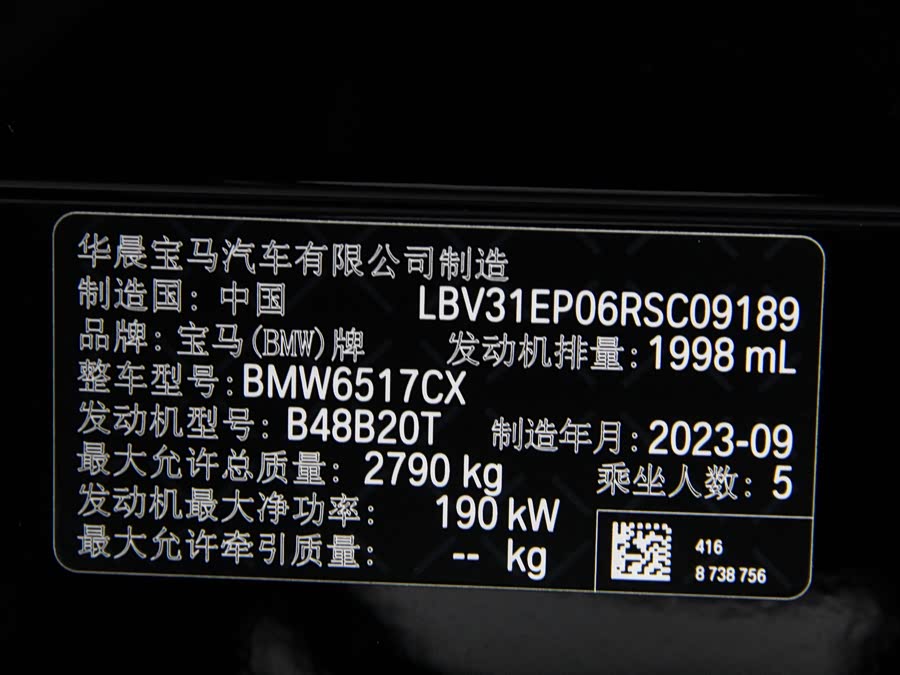 华晨宝马汽车有限公司制造
制造国：中国 LBV31EP06RSC09189
品牌：宝马(BMW)牌 发动机排量：1998 mL
整车型号：BMW6517CX
发动机型号：B48B20T 制造年月：2023-09
最大允许总质量：2790 kg 乘坐人数：5
发动机最大净功率：190 kW
最大允许牵引质量：-- kg
416
8 738 756